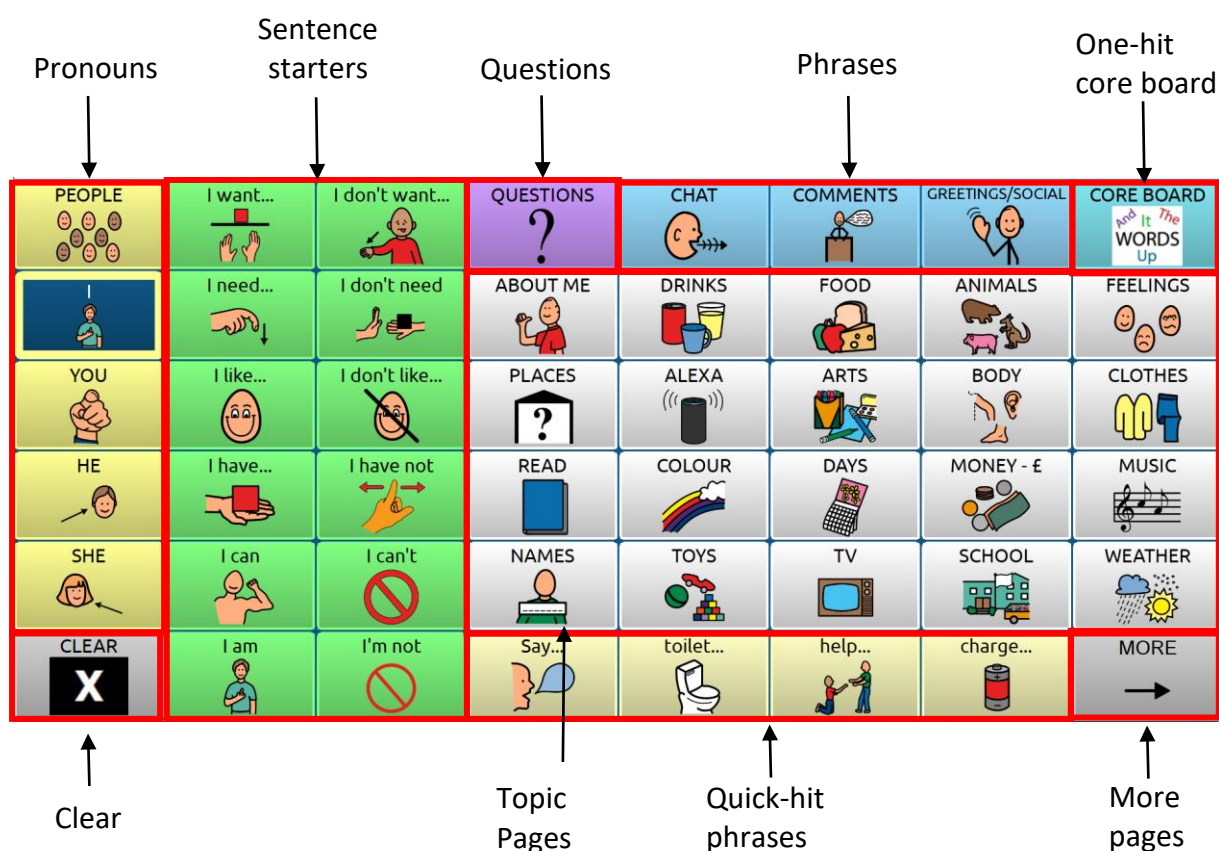 Pronouns
Sentence
starters
Questions
Phrases
One-hit
core board
PEOPLE
I want...
I don't want...
QUESTIONS
?
CHAT
COMMENTS
GREETINGS/SOCIAL
CORE BOARD
And It The
WORDS
Up
I
I need...
I don't need
ABOUT ME
DRINKS
FOOD
ANIMALS
FEELINGS
YOU
I like...
I don't like...
PLACES
?
ALEXA
ARTS
BODY
CLOTHES
HE
I have...
I have not
READ
COLOUR
DAYS
MONEY - £
MUSIC
SHE
I can
I can't
NAMES
TOYS
TV
SCHOOL
WEATHER
CLEAR
X
I am
I'm not
Say...
toilet...
help...
charge...
MORE
Clear
Topic
Pages
Quick-hit
phrases
More
pages